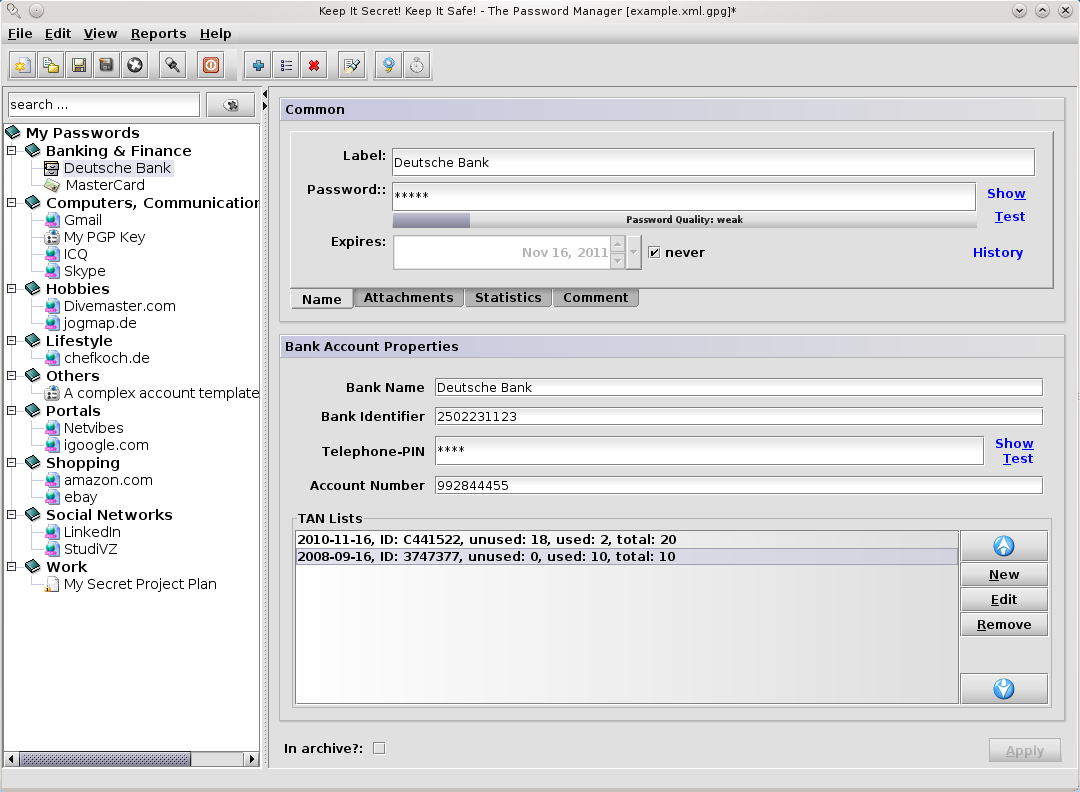 Keep It Secret! Keep It Safe! - The Password Manager [example.xml.gpg]*
File Edit View Reports Help
search ...
My Passwords
Banking & Finance
Deutsche Bank
MasterCard
Computers, Communication
Gmail
My PGP Key
ICQ
Skype
Hobbies
Divemaster.com
jogmap.de
Lifestyle
chefkoch.de
Others
A complex account template
Portals
Netvibes
igoogle.com
Shopping
amazon.com
ebay
Social Networks
LinkedIn
StudiVZ
Work
My Secret Project Plan
Common
Label: Deutsche Bank
Password:: ***** Show
Password Quality: weak Test
Expires: Nov 16, 2011 never History
Name Attachments Statistics Comment
Bank Account Properties
Bank Name Deutsche Bank
Bank Identifier 2502231123
Telephone-PIN **** Show
Test
Account Number 992844455
TAN Lists
2010-11-16, ID: C441522, unused: 18, used: 2, total: 20
2008-09-16, ID: 3747377, unused: 0, used: 10, total: 10
New
Edit
Remove
In archive?:
Apply